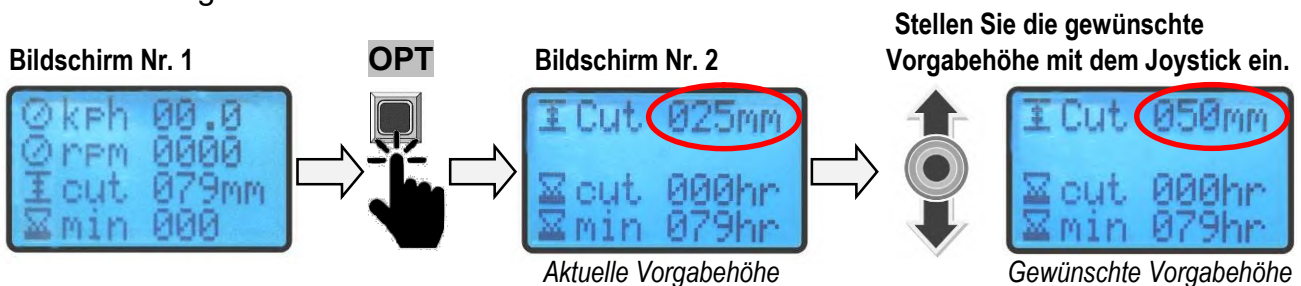 Stellen Sie die gewünschte
Vorgabehöhe mit dem Joystick ein.
Bildschirm Nr. 1
OPT
Bildschirm Nr. 2
kph 00.0
rpm 0000
cut 079mm
min 000
Cut 025mm
cut 000hr
min 079hr
Cut 050mm
cut 000hr
min 079hr
Aktuelle Vorgabehöhe
Gewünschte Vorgabehöhe